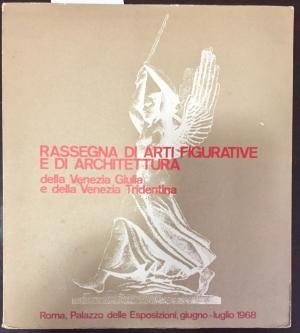 RASSEGNA DI ARTI FIGURATIVE
E DI ARCHITETTURA
della Venezia Giulia
e della Venezia Tridentina
Roma, Palazzo delle Esposizioni, giugno-luglio 1968